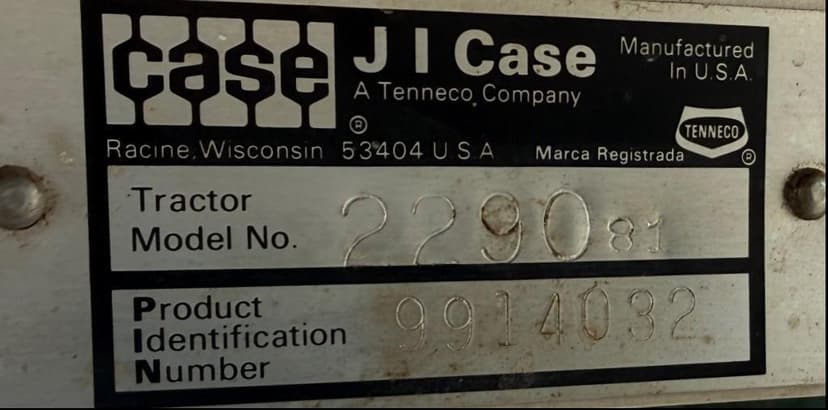 case J I Case Manufactured In U.S.A.
A Tenneco Company
® TENNECO ®
Racine, Wisconsin 53404 U S A Marca Registrada
Tractor
Model No. 2290 81
Product
Identification 9914032
Number